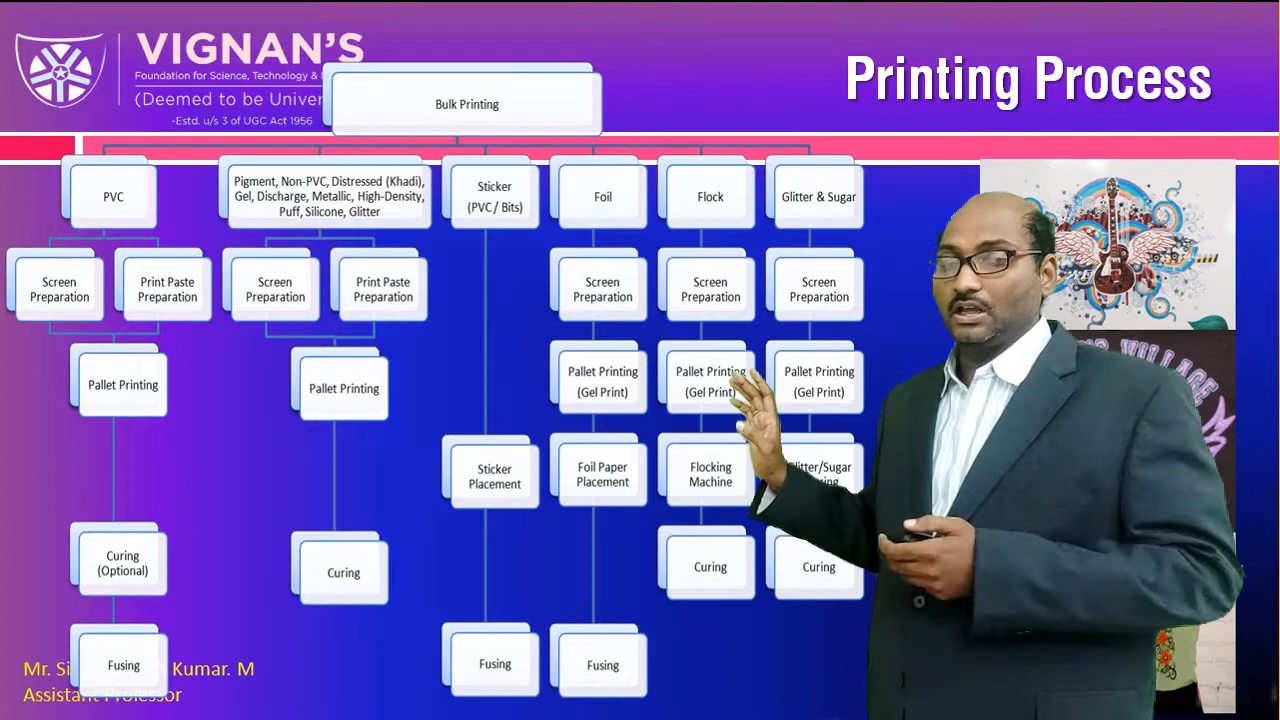 VIGNAN'S
Foundation for Science, Technology &
(Deemed to be
-Estd. u/s 3 of UGC Act 1956
Printing Process
Bulk Printing
PVC
Pigment, Non-PVC, Distressed (Khadi),
Gel, Discharge, Metallic, High-Density,
Puff, Silicone, Glitter
Sticker
(PVC / Bits)
Foil
Flock
Glitter & Sugar
Screen
Preparation
Print Paste
Preparation
Screen
Preparation
Print Paste
Preparation
Screen
Preparation
Screen
Preparation
Screen
Preparation
Pallet Printing
Pallet Printing
Pallet Printing
(Gel Print)
Pallet Printing
(Gel Print)
Pallet Printing
(Gel Print)
Sticker
Placement
Foil Paper
Placement
Flocking
Machine
Glitter/Sugar
Curing
(Optional)
Curing
Curing
Curing
Fusing
Fusing
Fusing
Mr.
Kumar. M
Assistant Professor
VILLAGE